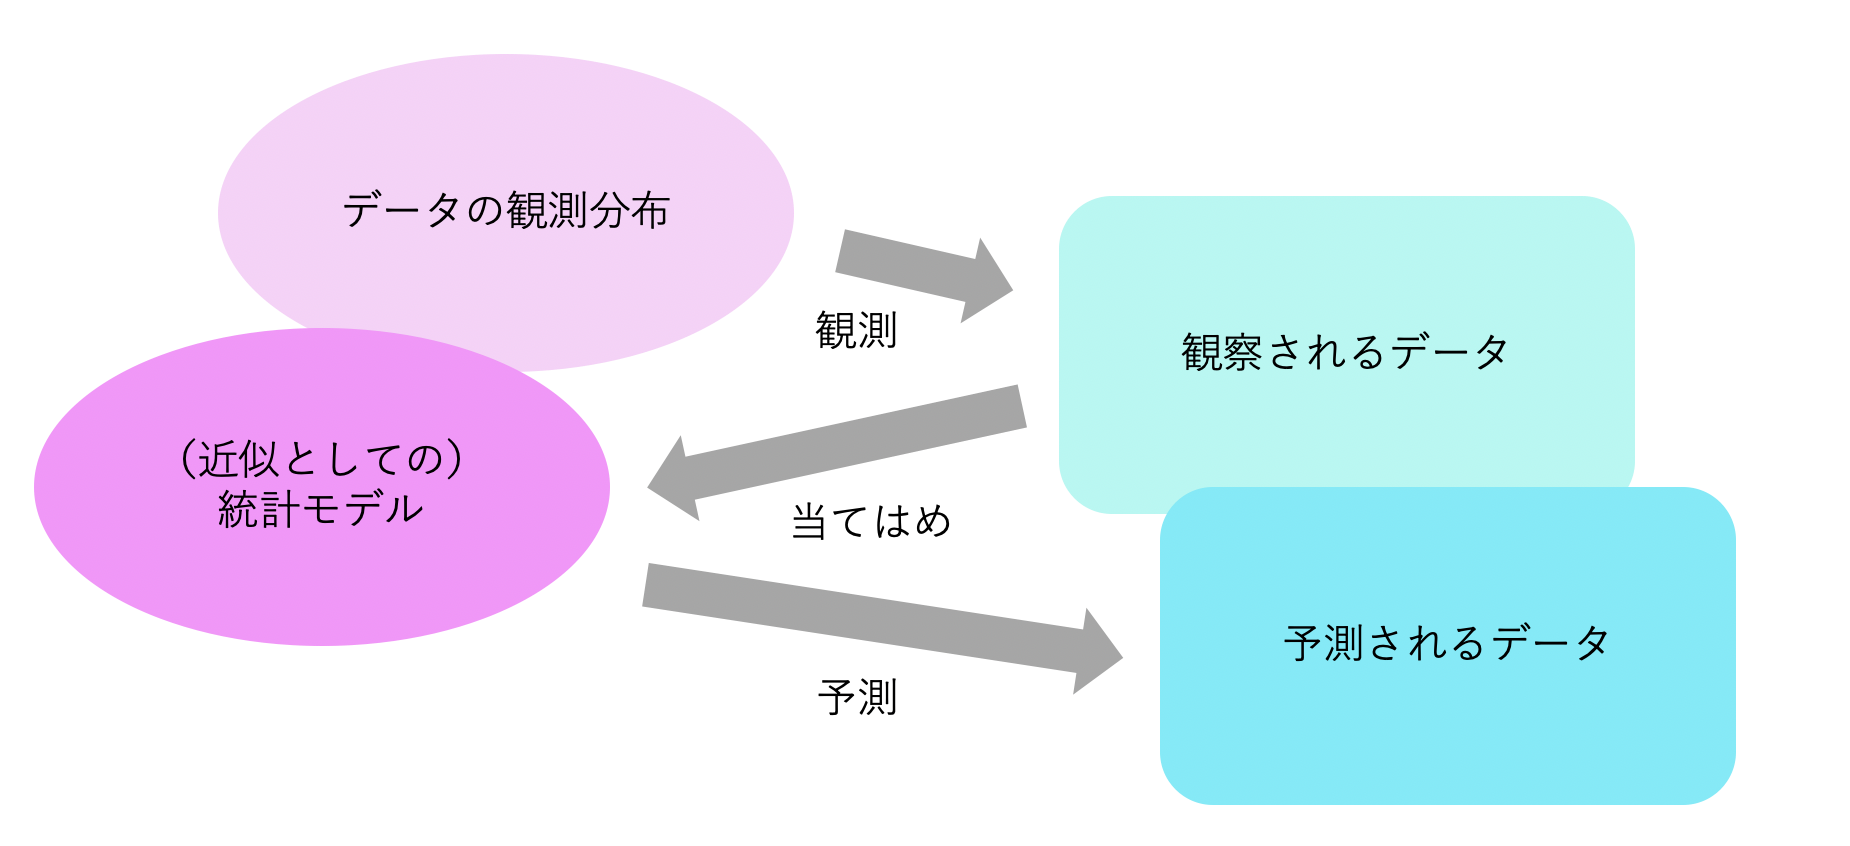 データの観測分布
観測
観察されるデータ
（近似としての）
統計モデル
当てはめ
予測されるデータ
予測